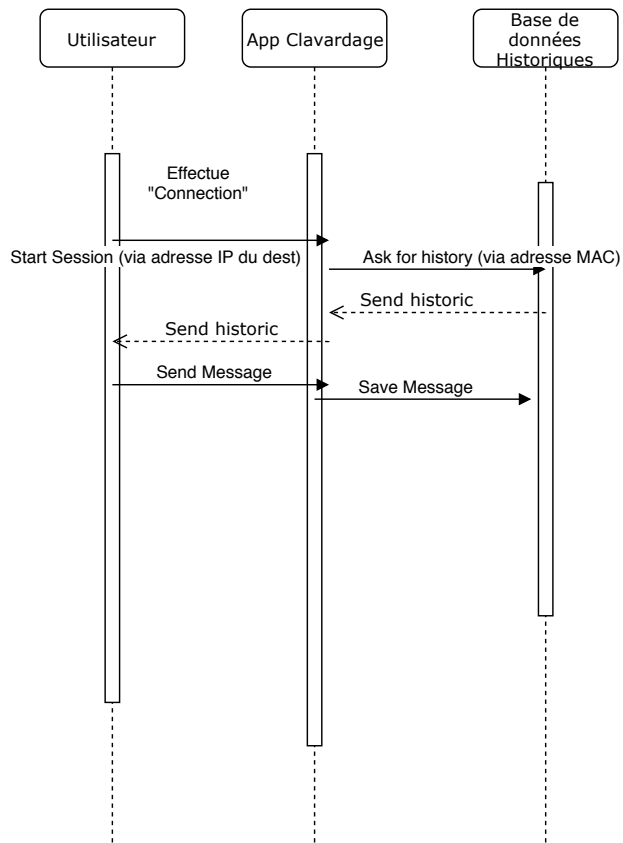 Utilisateur
App Clavardage
Base de
données
Historiques
Effectue
"Connection"
Start Session (via adresse IP du dest)
Ask for history (via adresse MAC)
Send historic
Send historic
Send Message
Save Message